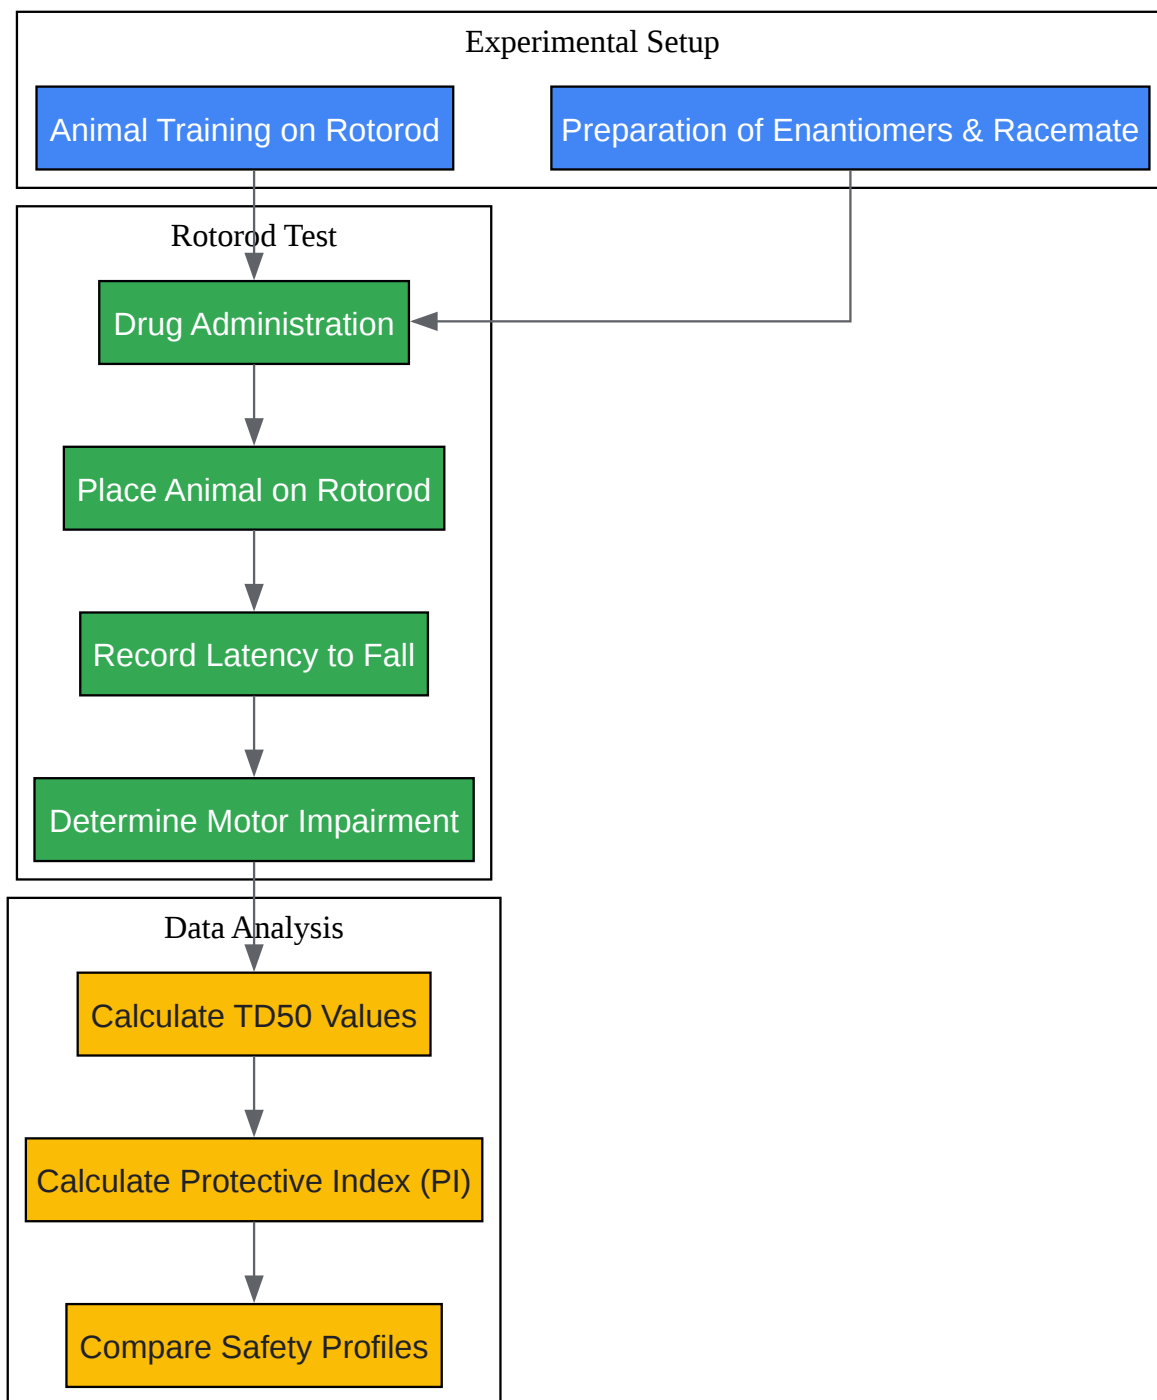 Experimental Setup
Animal Training on Rotorod
Preparation of Enantiomers & Racemate
Rotorod Test
Drug Administration
Place Animal on Rotorod
Record Latency to Fall
Determine Motor Impairment
Data Analysis
Calculate TD50 Values
Calculate Protective Index (PI)
Compare Safety Profiles